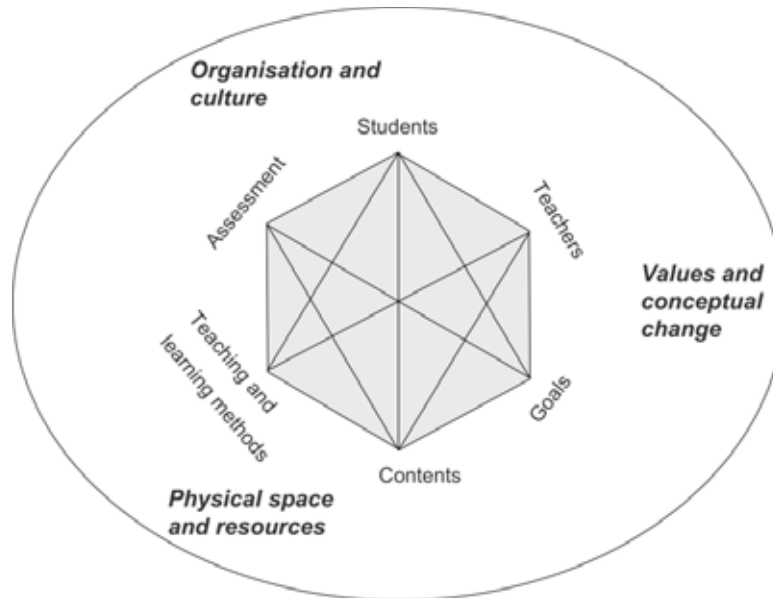 Organisation and
culture
Students
Assessment
Teachers
Values and
conceptual
change
Teaching and
learning methods
Goals
Contents
Physical space
and resources